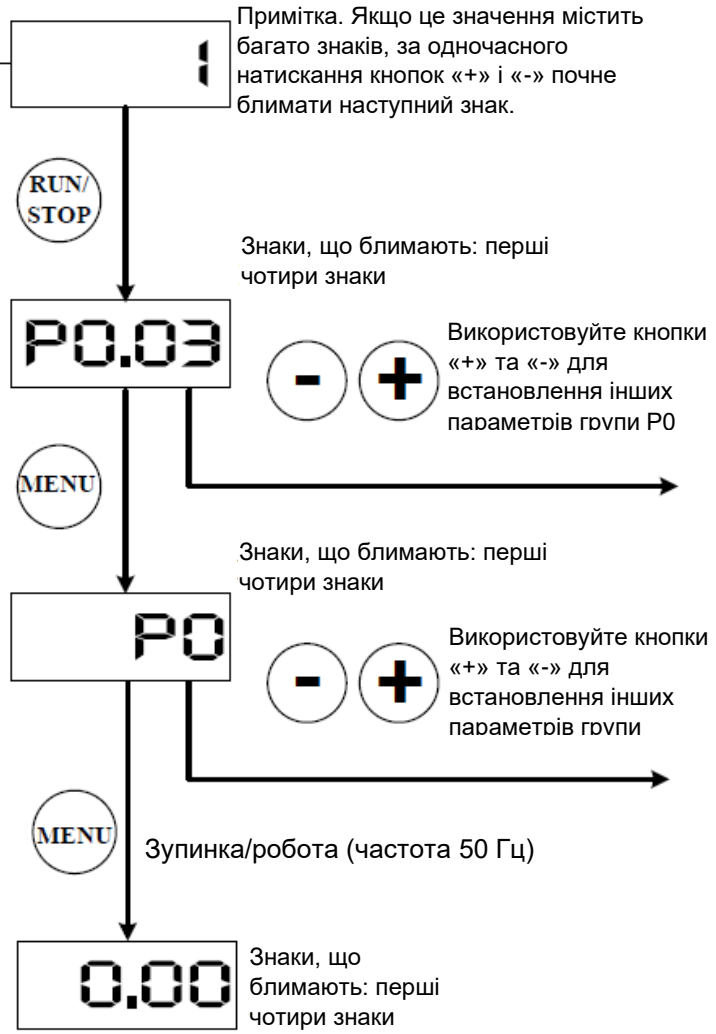 Примітка. Якщо це значення містить
багато знаків, за одночасного
натискання кнопок «+» і «-» почне
блимати наступний знак.
1
RUN/
STOP
Знаки, що блимають: перші
чотири знаки
P0.03
- +
Використовуйте кнопки
«+» та «-» для
встановлення інших
параметрів групи P0
MENU
Знаки, що блимають: перші
чотири знаки
P0
- +
Використовуйте кнопки
«+» та «-» для
встановлення інших
параметрів групи
MENU
Зупинка/робота (частота 50 Гц)
0.00
Знаки, що
блимають: перші
чотири знаки